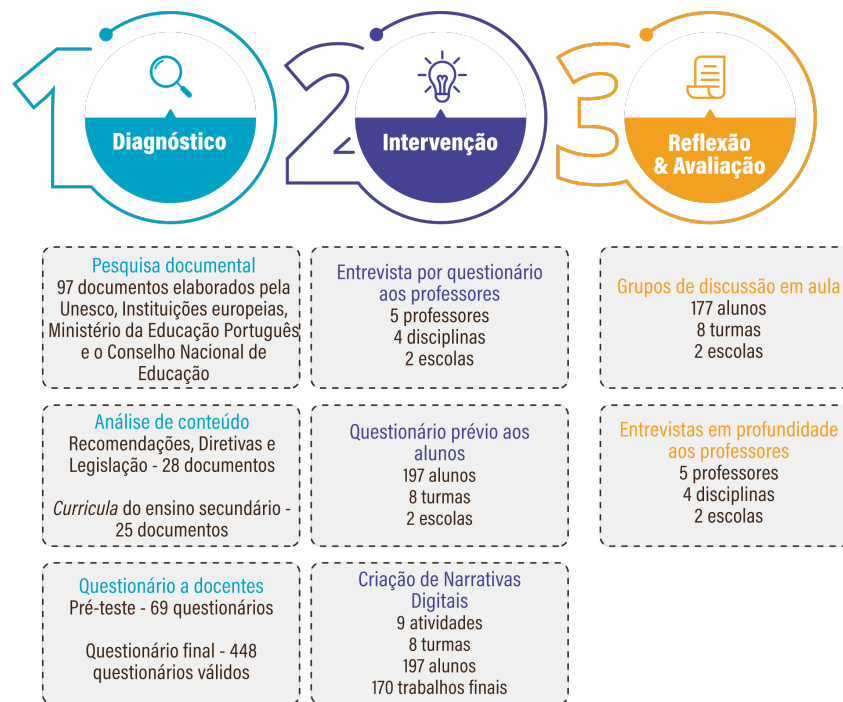 1
Diagnóstico
2
Intervenção
3
Reflexão
& Avaliação
Pesquisa documental
97 documentos elaborados pela
Unesco, Instituições europeias,
Ministério da Educação Português
e o Conselho Nacional de
Educação
Análise de conteúdo
Recomendações, Diretivas e
Legislação - 28 documentos
Curricula do ensino secundário -
25 documentos
Questionário a docentes
Pré-teste - 69 questionários
Questionário final - 448
questionários válidos
Entrevista por questionário
aos professores
5 professores
4 disciplinas
2 escolas
Questionário prévio aos
alunos
197 alunos
8 turmas
2 escolas
Criação de Narrativas
Digitais
9 atividades
8 turmas
197 alunos
170 trabalhos finais
Grupos de discussão em aula
177 alunos
8 turmas
2 escolas
Entrevistas em profundidade
aos professores
5 professores
4 disciplinas
2 escolas